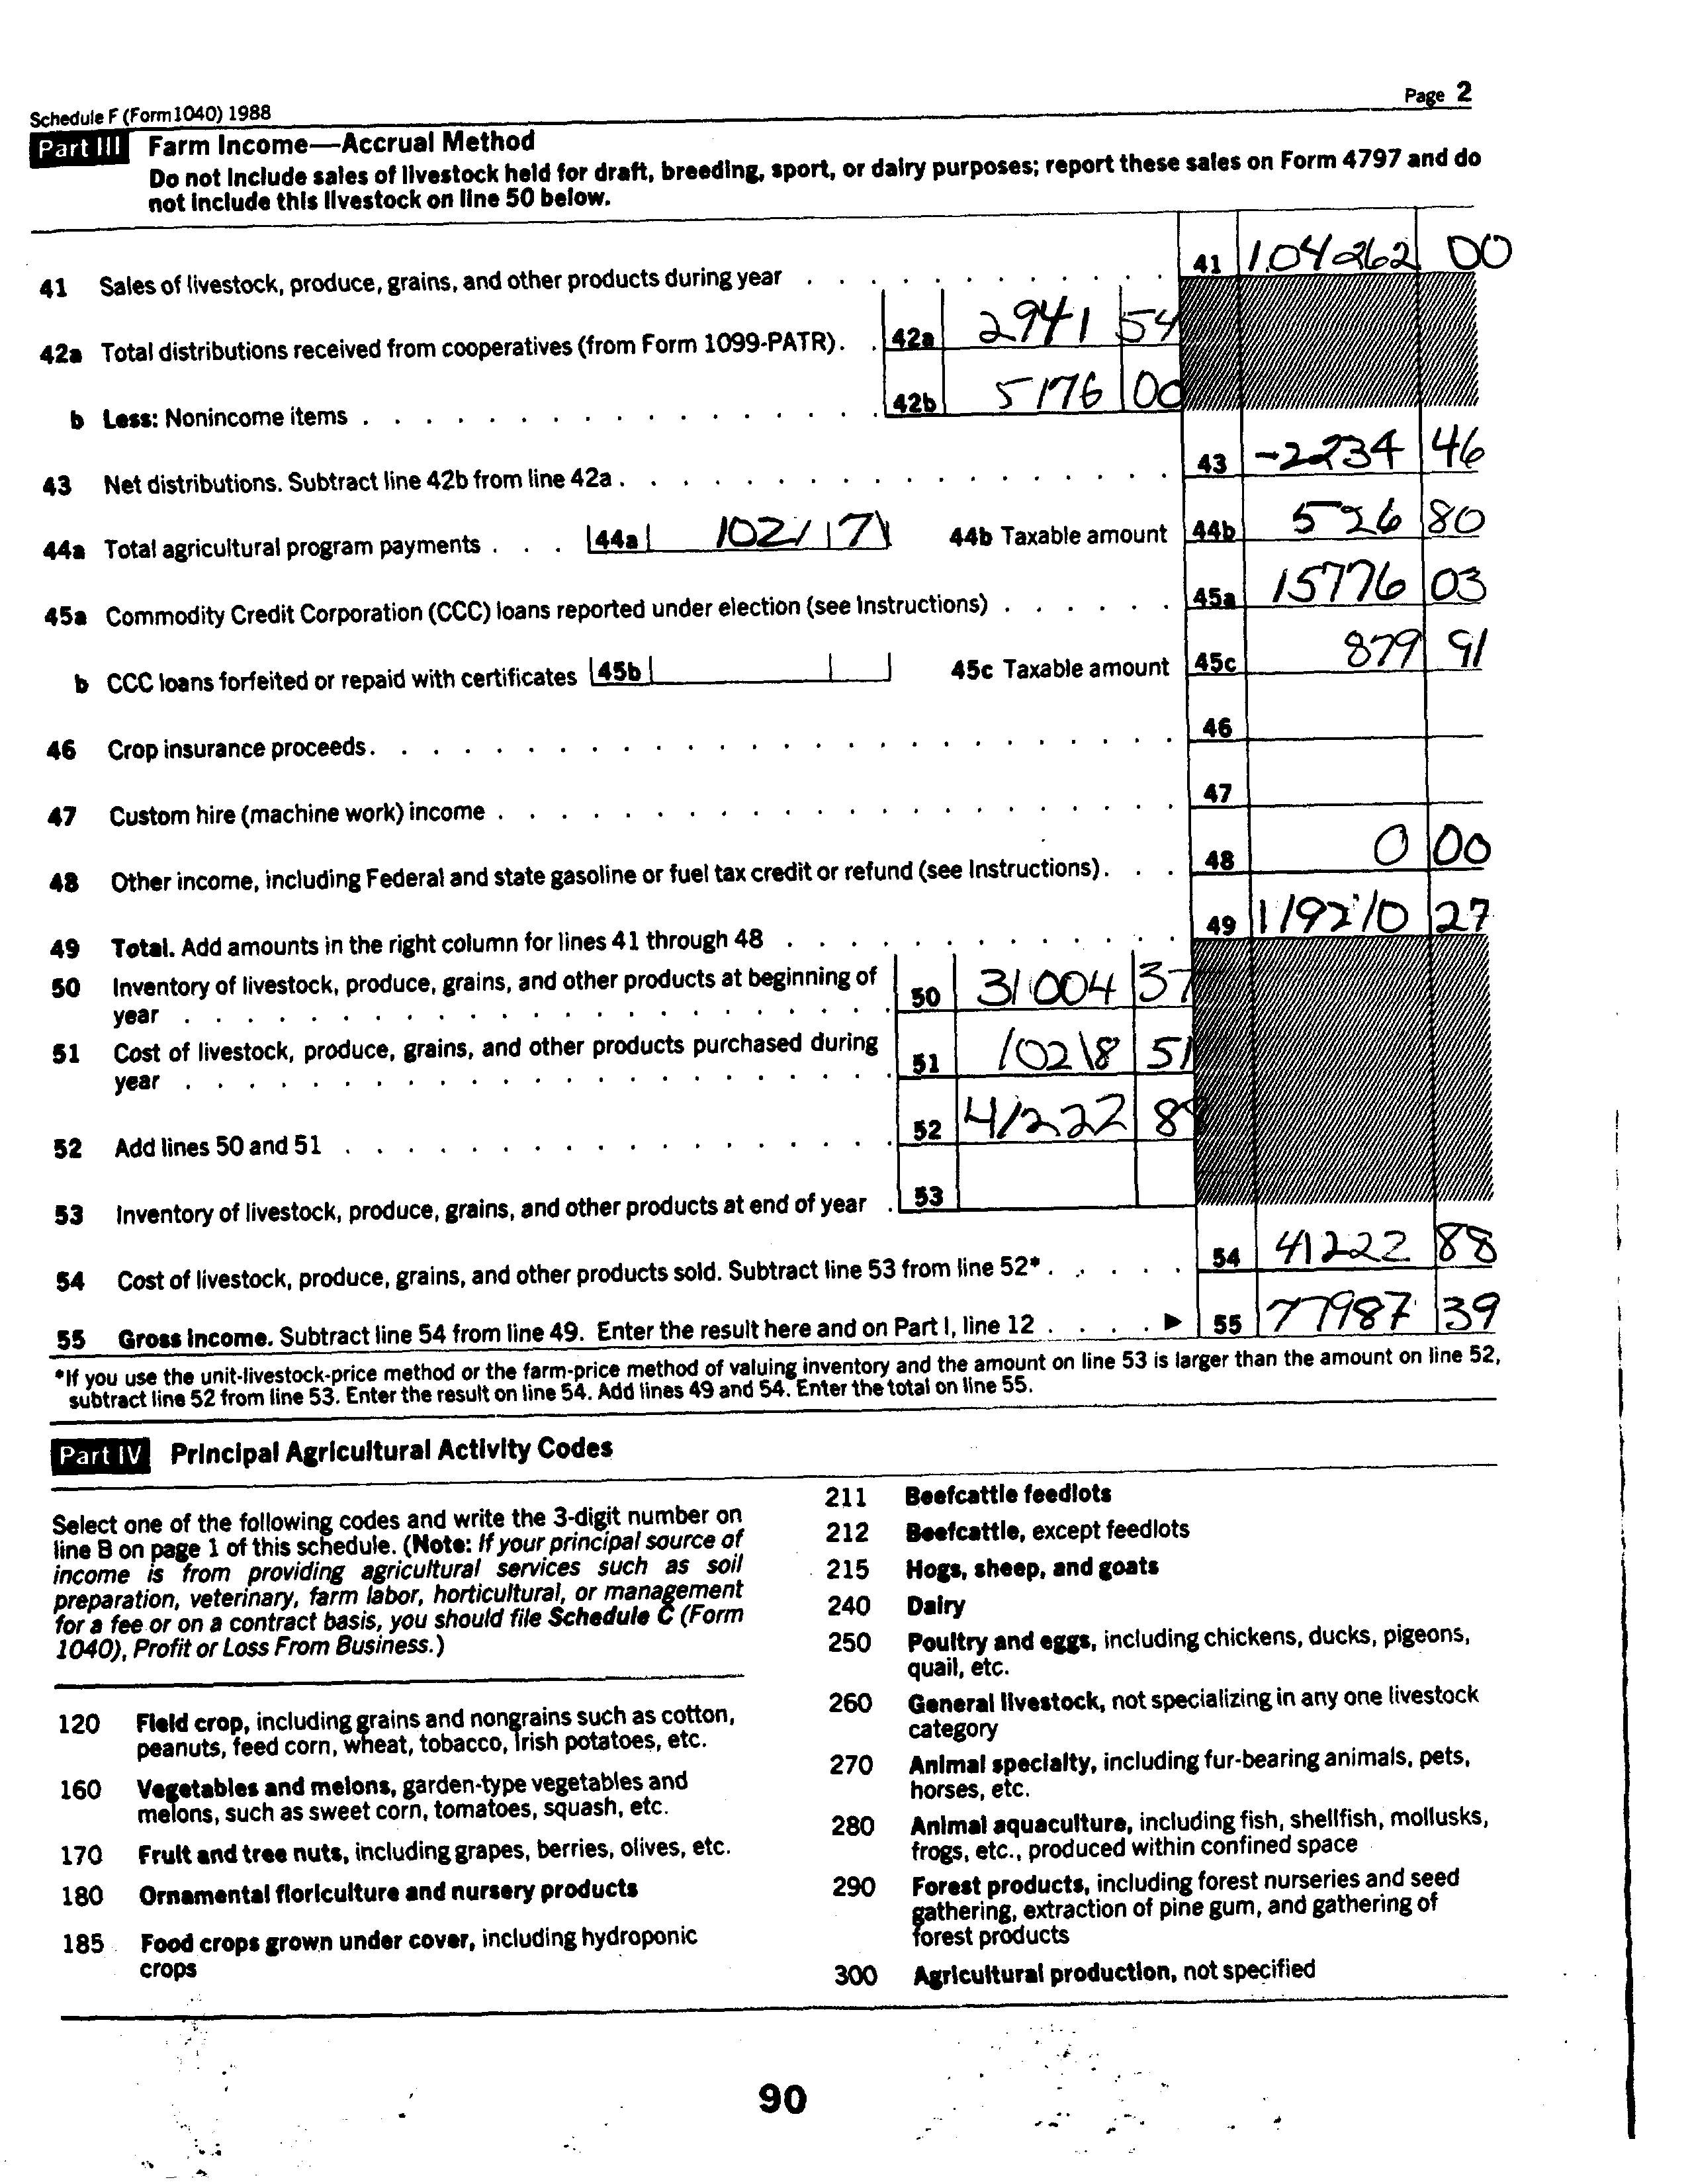 Schedule F (Form 1040) 1988 Page 2
Part III Farm Income—Accrual Method
Do not include sales of livestock held for draft, breeding, sport, or dairy purposes; report these sales on Form 4797 and do
not include this livestock on line 50 below.
41 Sales of livestock, produce, grains, and other products during year . . . . . . . . . . . . 41 104262 00
42a Total distributions received from cooperatives (from Form 1099-PATR) . . 42a 2941 54
b Less: Nonincome items . . . . . . . . . . . . . . . . . 42b 5176 00
43 Net distributions. Subtract line 42b from line 42a . . . . . . . . . . . . . . . . . . 43 -2234 46
44a Total agricultural program payments . . . 44a 1021 71 44b Taxable amount 44b 526 80
45a Commodity Credit Corporation (CCC) loans reported under election (see Instructions) . . . . . . 45a 15776 03
b CCC loans forfeited or repaid with certificates 45b 45c Taxable amount 45c 879 91
46 Crop insurance proceeds . . . . . . . . . . . . . . . . . . . . . . . . . . 46
47 Custom hire (machine work) income . . . . . . . . . . . . . . . . . . . . . . 47
48 Other income, including Federal and state gasoline or fuel tax credit or refund (see Instructions) . . . 48 0 00
49 Total. Add amounts in the right column for lines 41 through 48 . . . . . . . . . . . . . 49 119210 27
50 Inventory of livestock, produce, grains, and other products at beginning of
year . . . . . . . . . . . . . . . . . . . . . . . 50 31004 37
51 Cost of livestock, produce, grains, and other products purchased during
year . . . . . . . . . . . . . . . . . . . . . . . 51 10218 51
52 Add lines 50 and 51 . . . . . . . . . . . . . . . . . . 52 41222 88
53 Inventory of livestock, produce, grains, and other products at end of year . 53
54 Cost of livestock, produce, grains, and other products sold. Subtract line 53 from line 52* . . . . . 54 41222 88
55 Gross Income. Subtract line 54 from line 49. Enter the result here and on Part I, line 12 . . . . ▶ 55 77987 39
*If you use the unit-livestock-price method or the farm-price method of valuing inventory and the amount on line 53 is larger than the amount on line 52,
subtract line 52 from line 53. Enter the result on line 54. Add lines 49 and 54. Enter the total on line 55.
Part IV Principal Agricultural Activity Codes
Select one of the following codes and write the 3-digit number on
line B on page 1 of this schedule. (Note: If your principal source of
income is from providing agricultural services such as soil
preparation, veterinary, farm labor, horticultural, or management
for a fee or on a contract basis, you should file Schedule C (Form
1040), Profit or Loss From Business.)
120 Field crop, including grains and nongrains such as cotton,
peanuts, feed corn, wheat, tobacco, Irish potatoes, etc.
160 Vegetables and melons, garden-type vegetables and
melons, such as sweet corn, tomatoes, squash, etc.
170 Fruit and tree nuts, including grapes, berries, olives, etc.
180 Ornamental floriculture and nursery products
185 Food crops grown under cover, including hydroponic
crops
211 Beefcattle feedlots
212 Beefcattle, except feedlots
215 Hogs, sheep, and goats
240 Dairy
250 Poultry and eggs, including chickens, ducks, pigeons,
quail, etc.
260 General livestock, not specializing in any one livestock
category
270 Animal specialty, including fur-bearing animals, pets,
horses, etc.
280 Animal aquaculture, including fish, shellfish, mollusks,
frogs, etc., produced within confined space
290 Forest products, including forest nurseries and seed
gathering, extraction of pine gum, and gathering of
forest products
300 Agricultural production, not specified
90